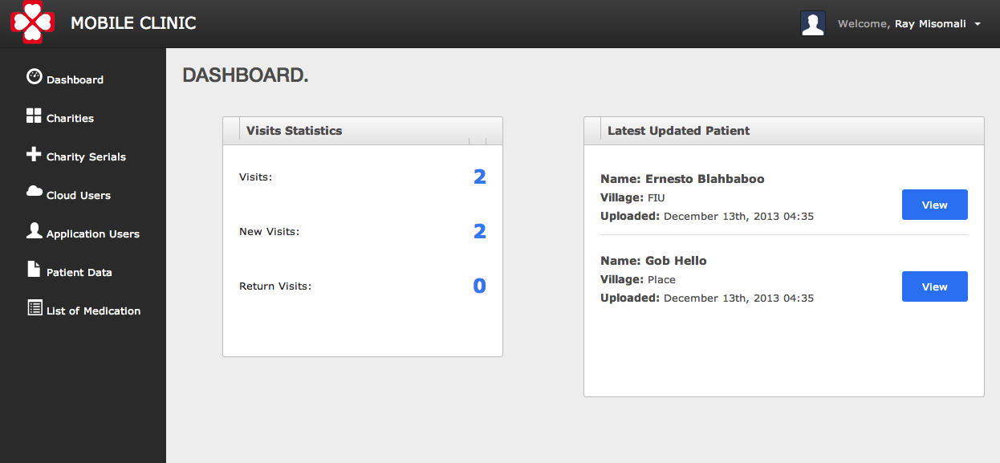 MOBILE CLINIC
Welcome, Ray Misomali
Dashboard
Charities
Charity Serials
Cloud Users
Application Users
Patient Data
List of Medication
DASHBOARD.
Visits Statistics
Visits: 2
New Visits: 2
Return Visits: 0
Latest Updated Patient
Name: Ernesto Blahbaboo
Village: FIU
Uploaded: December 13th, 2013 04:35
View
Name: Gob Hello
Village: Place
Uploaded: December 13th, 2013 04:35
View